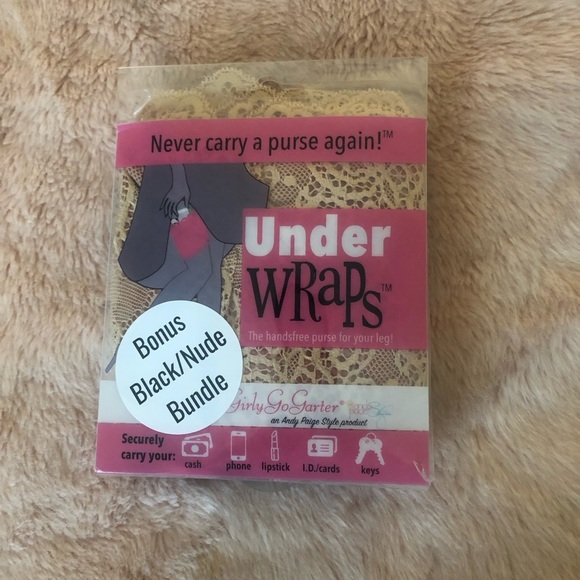 Never carry a purse again!™
Under
WRaPs™
The handsfree purse for your leg!
Bonus
Black/Nude
Bundle
GirlyGoGarter
an Andy Paige Style product
Securely
carry your:
cash
phone
lipstick
I.D./cards
keys